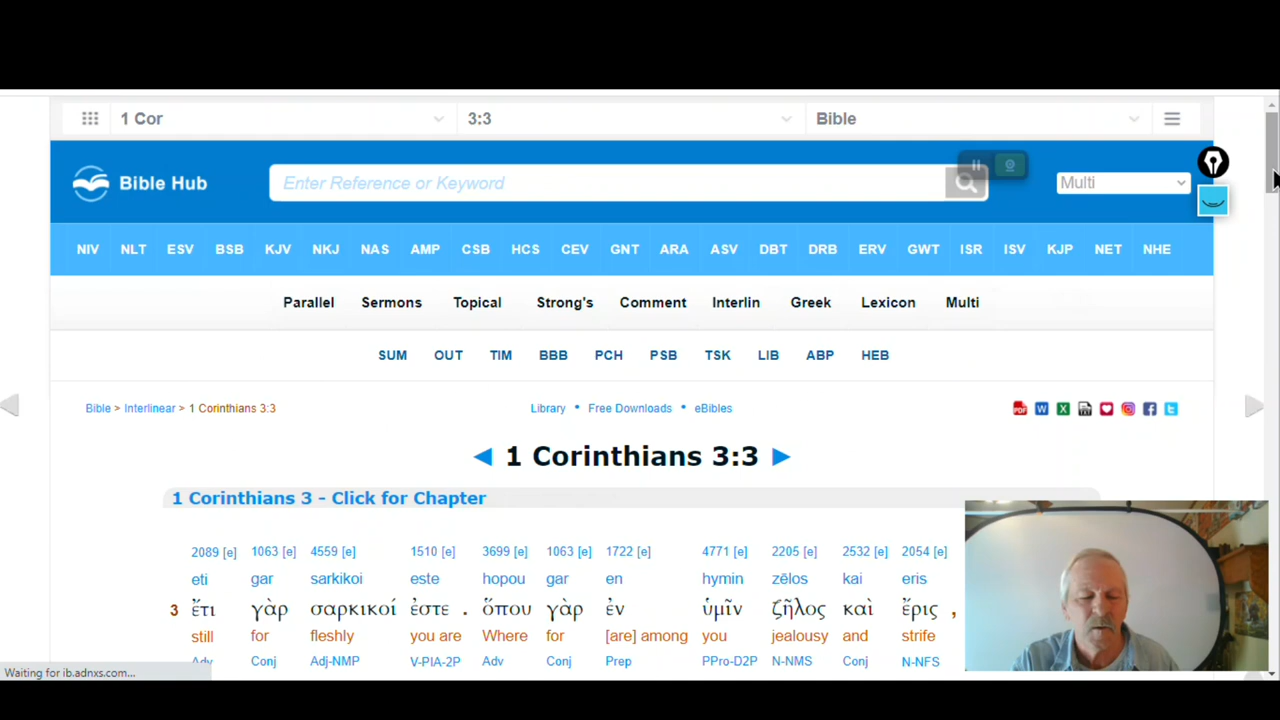 1 Cor 3:3 Bible
Bible Hub Enter Reference or Keyword Multi
NIV NLT ESV BSB KJV NKJ NAS AMP CSB HCS CEV GNT ARA ASV DBT DRB ERV GWT ISR ISV KJP NET NHE
Parallel Sermons Topical Strong's Comment Interlin Greek Lexicon Multi
SUM OUT TIM BBB PCH PSB TSK LIB ABP HEB
Bible > Interlinear > 1 Corinthians 3:3 Library • Free Downloads • eBibles
◄ 1 Corinthians 3:3 ►
1 Corinthians 3 - Click for Chapter
2089 [e] 1063 [e] 4559 [e] 1510 [e] 3699 [e] 1063 [e] 1722 [e] 4771 [e] 2205 [e] 2532 [e] 2054 [e]
eti gar sarkikoi este hopou gar en hymin zēlos kai eris
3 ἔτι γὰρ σαρκικοί ἐστε . ὅπου γὰρ ἐν ὑμῖν ζῆλος καὶ ἔρις ,
still for fleshly you are Where for [are] among you jealousy and strife
Adv Conj Adj-NMP V-PIA-2P Adv Conj Prep PPro-D2P N-NMS Conj N-NFS
Waiting for ib.adnxs.com...